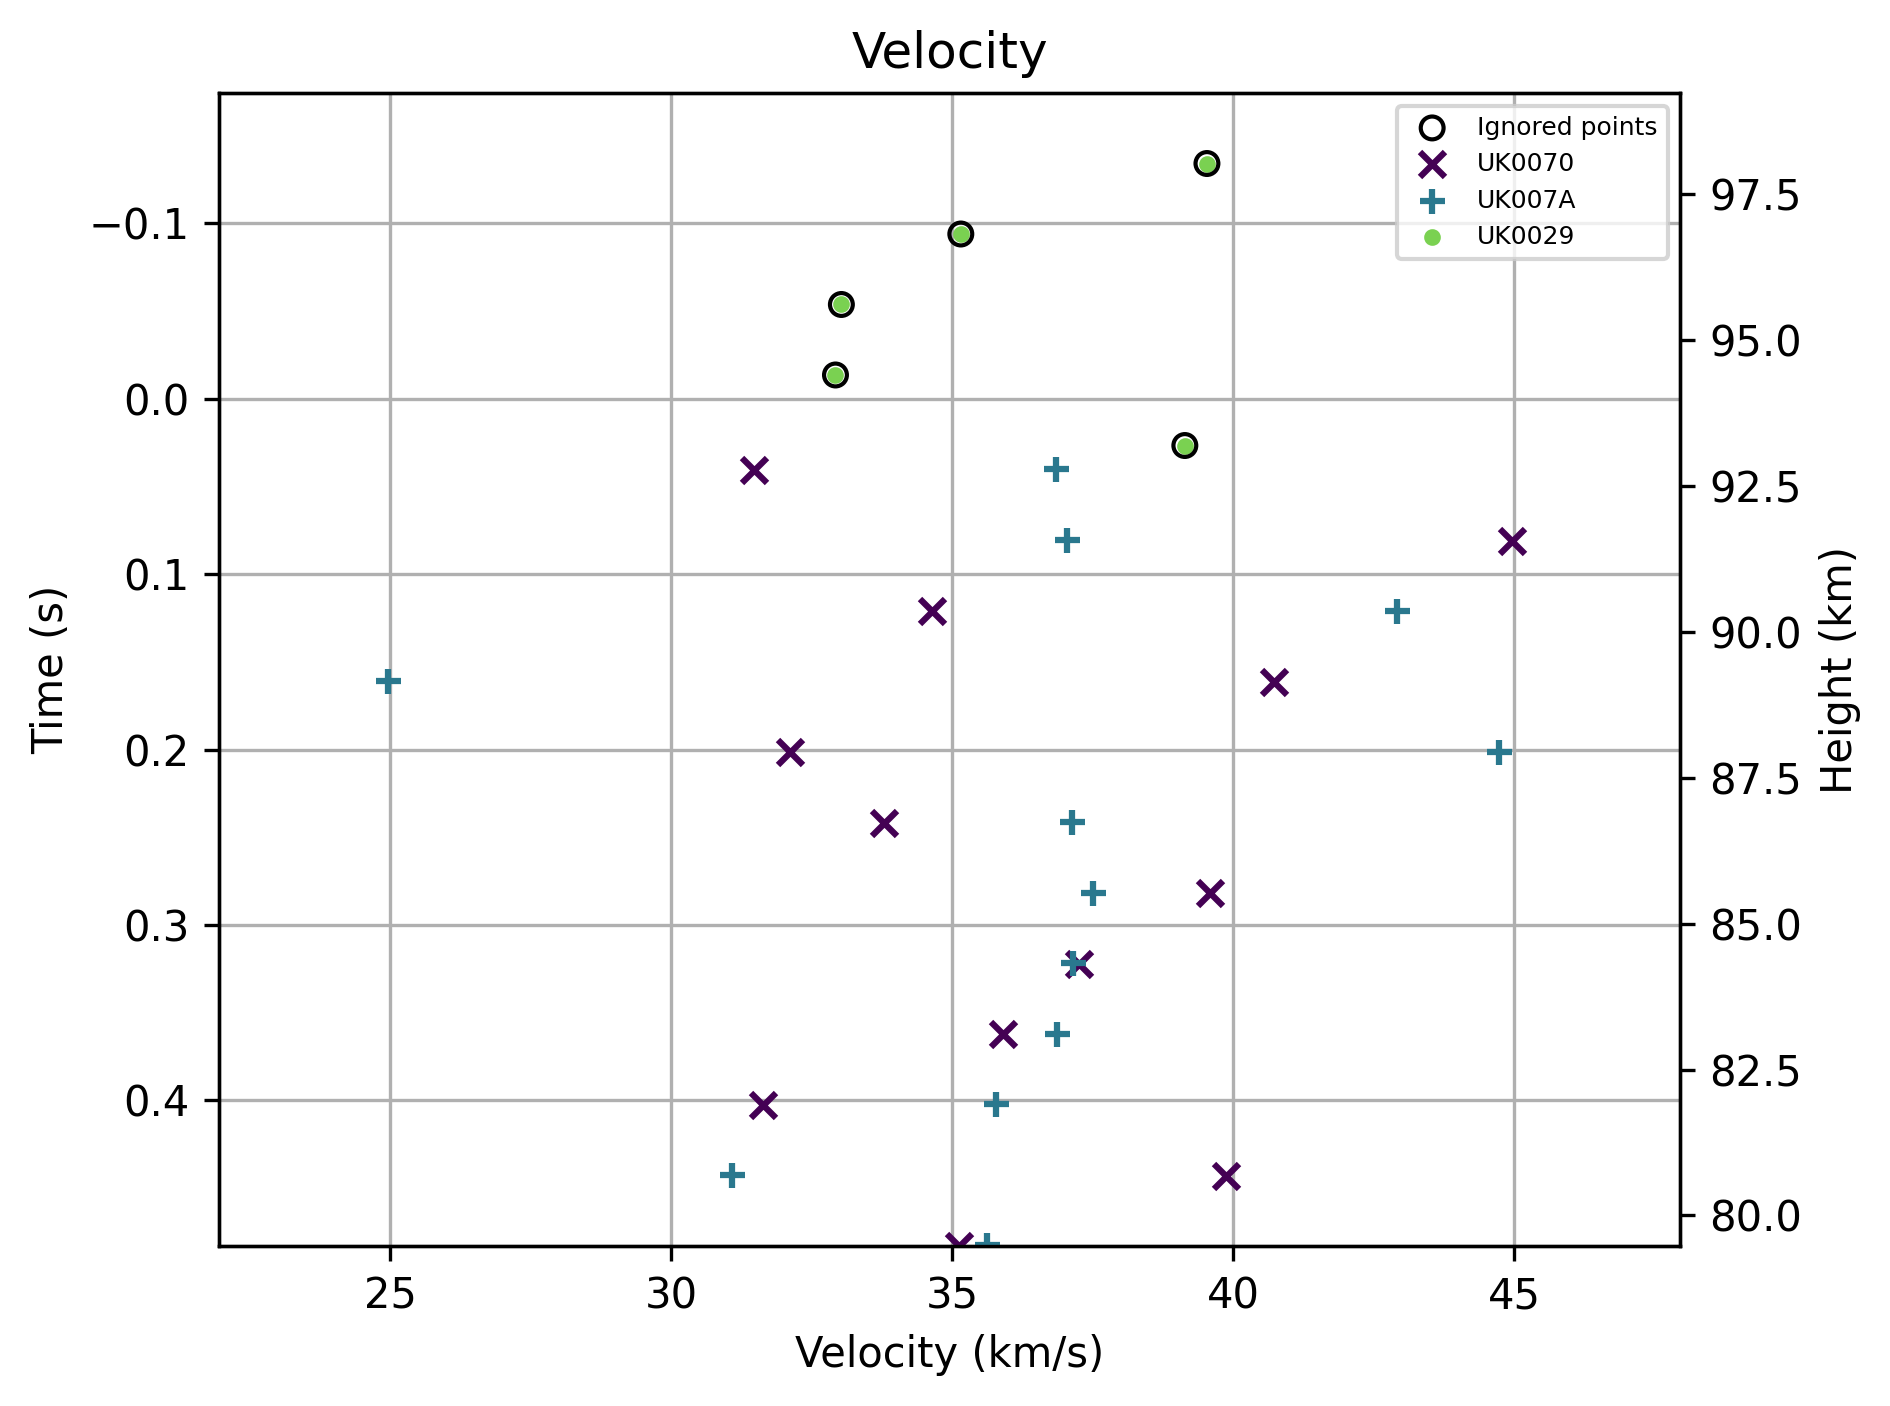 Velocity
Ignored points
UK0070
UK007A
UK0029
−0.1
0.0
0.1
0.2
0.3
0.4
Time (s)
97.5
95.0
92.5
90.0
87.5
85.0
82.5
80.0
Height (km)
25 30 35 40 45
Velocity (km/s)